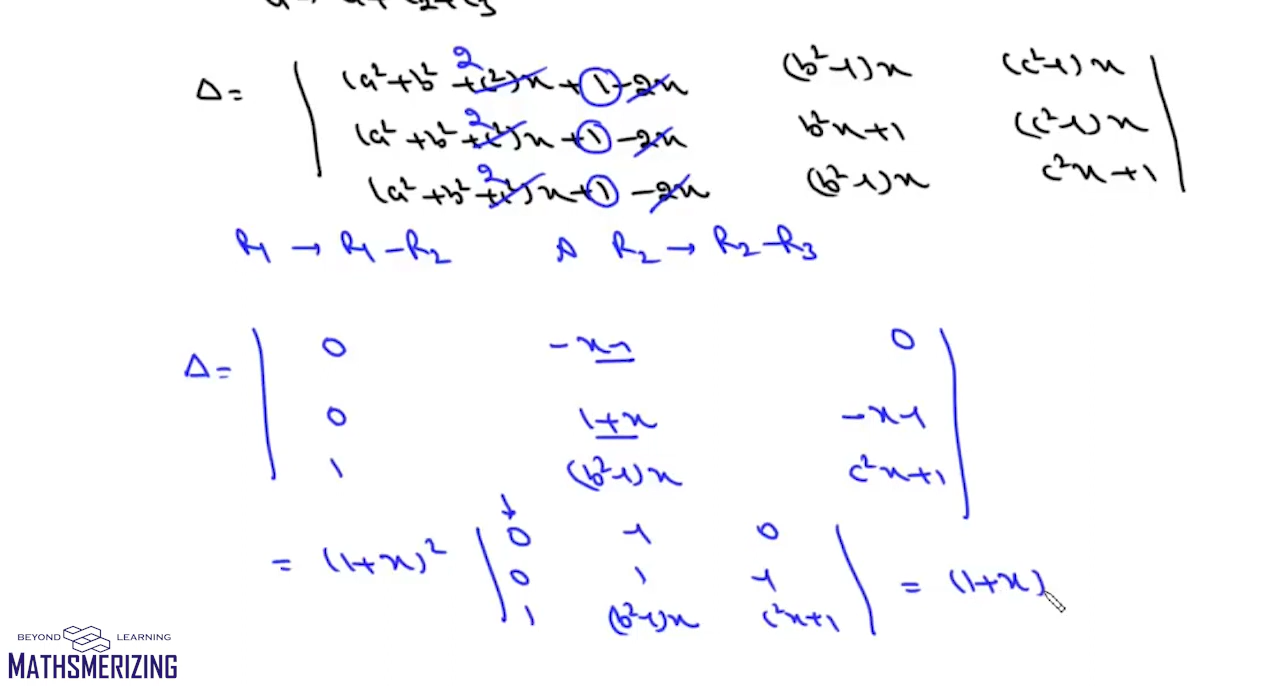 Δ = | (a²+b²+c²)x + 1 - 2x (b²-1)x (c²-1)x |
2
| (a²+b²+c²)x + 1 - 2x b²x+1 (c²-1)x |
2
| (a²+b²+c²)x + 1 - 2x (b²-1)x c²x+1 |
2
R₁ → R₁ - R₂ & R₂ → R₂ - R₃
Δ = | 0 -x-1 0 |
| 0 1+x -x-1 |
| 1 (b²-1)x c²x+1 |
= (1+x)² | 0 -1 0 | = (1+x)
| 0 1 -1 |
| 1 (b²-1)x c²x+1 |
BEYOND LEARNING
MATHSMERIZING